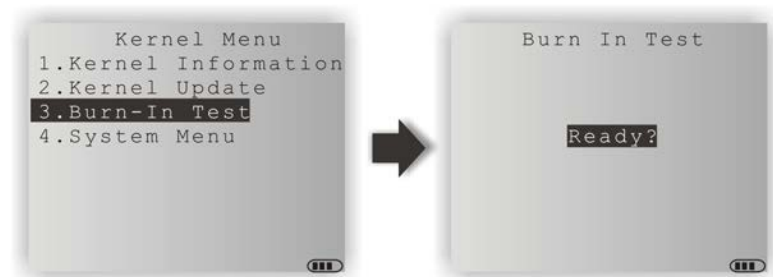 Kernel Menu
1.Kernel Information
2.Kernel Update
3.Burn-In Test
4.System Menu
Burn In Test
Ready?